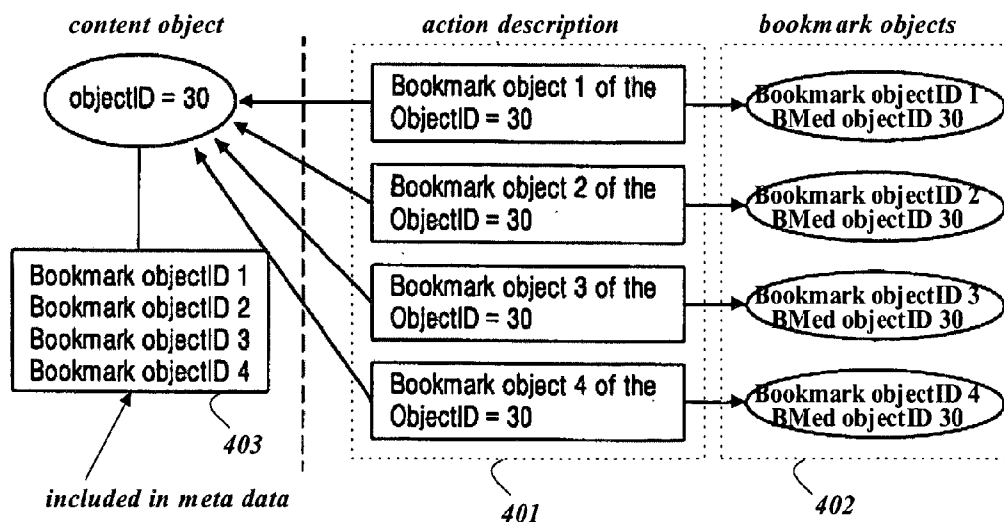 content object
action description
bookmark objects
objectID = 30
Bookmark object 1 of the
ObjectID = 30
Bookmark objectID 1
BMed objectID 30
Bookmark object 2 of the
ObjectID = 30
Bookmark objectID 2
BMed objectID 30
Bookmark objectID 1
Bookmark objectID 2
Bookmark objectID 3
Bookmark objectID 4
Bookmark object 3 of the
ObjectID = 30
Bookmark objectID 3
BMed objectID 30
Bookmark object 4 of the
ObjectID = 30
Bookmark objectID 4
BMed objectID 30
403
included in meta data
401
402